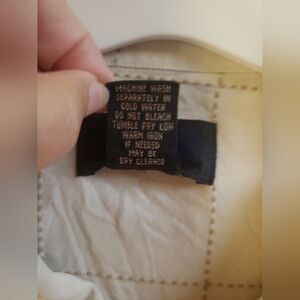 MACHINE WASH
SEPARATELY IN
COLD WATER
DO NOT BLEACH
TUMBLE DRY LOW
WARM IRON
IF NEEDED
MAY BE
DRY CLEANED